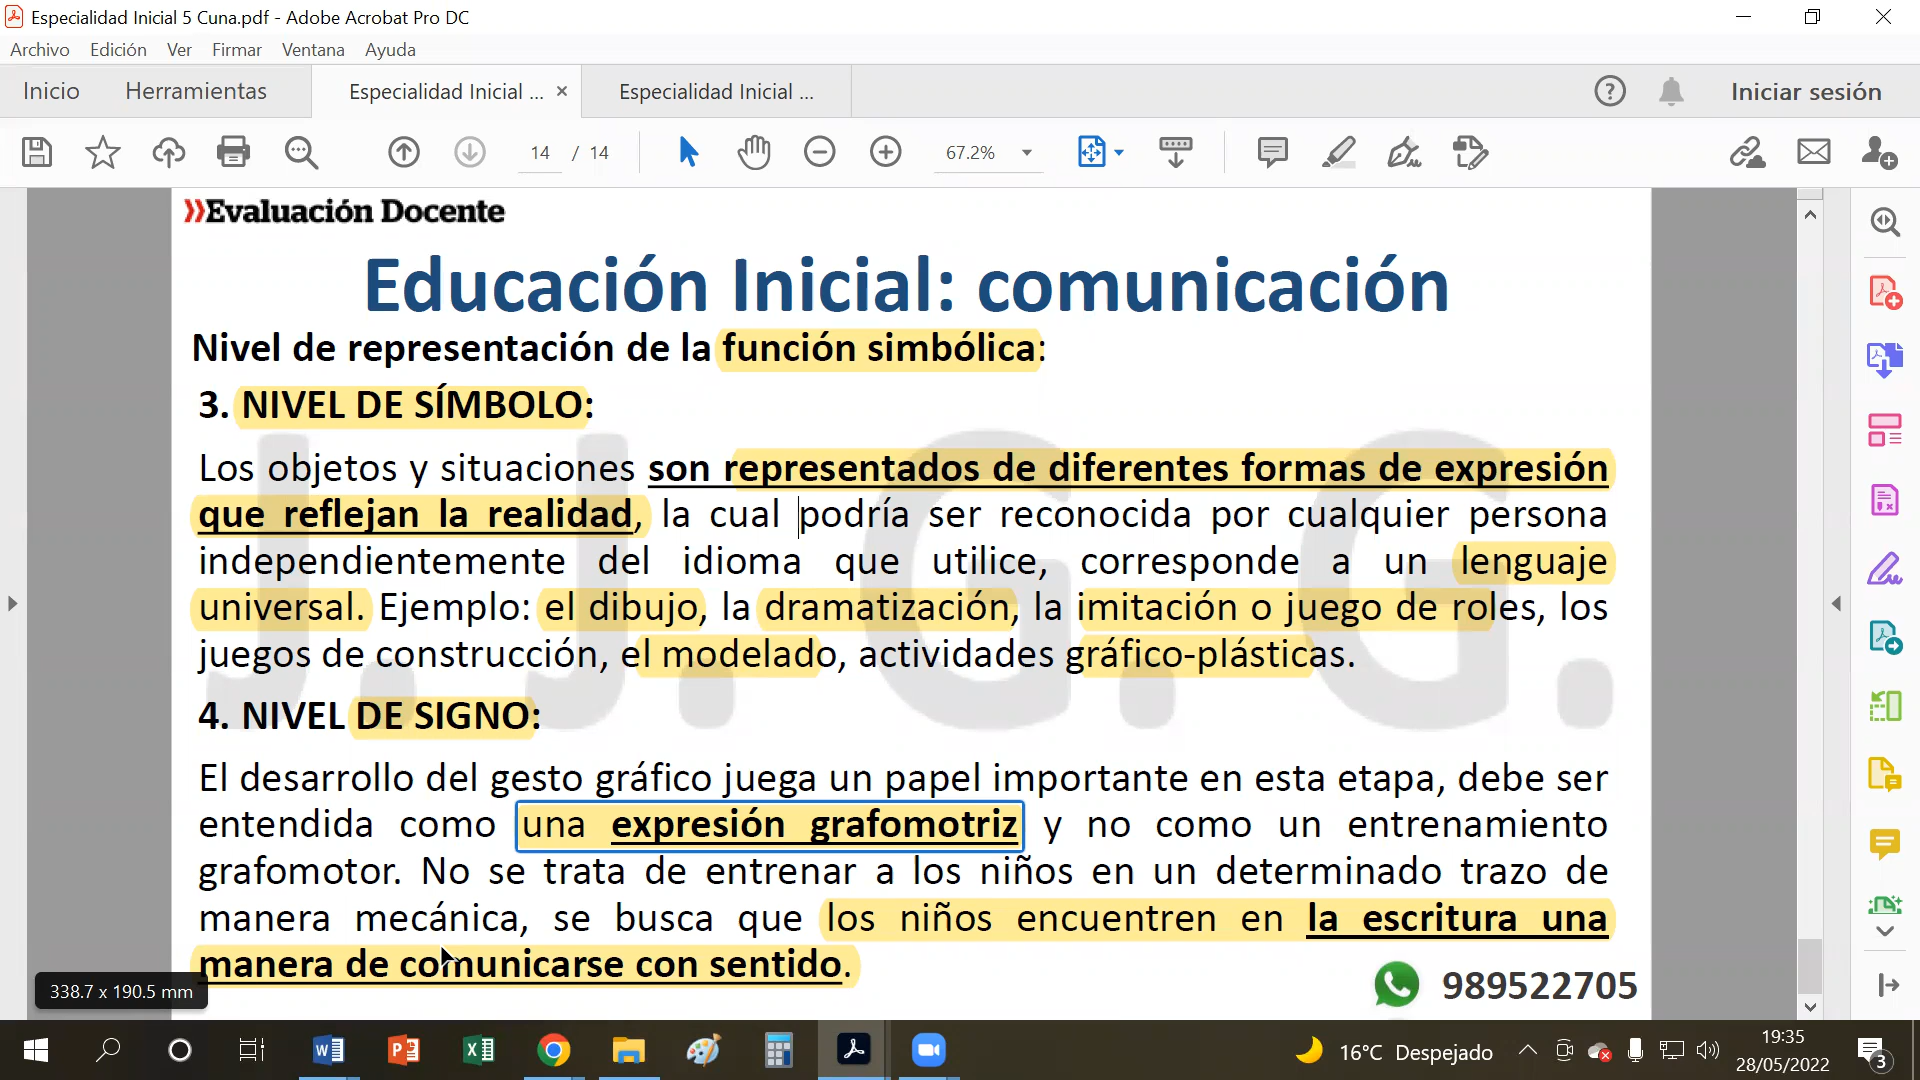 Especialidad Inicial 5 Cuna.pdf - Adobe Acrobat Pro DC
Archivo Edición Ver Firmar Ventana Ayuda
Inicio Herramientas Especialidad Inicial ... × Especialidad Inicial ... Iniciar sesión
14 / 14 67.2%
»Evaluación Docente
Educación Inicial: comunicación
Nivel de representación de la función simbólica:
3. NIVEL DE SÍMBOLO:
Los objetos y situaciones son representados de diferentes formas de expresión
que reflejan la realidad, la cual podría ser reconocida por cualquier persona
independientemente del idioma que utilice, corresponde a un lenguaje
universal. Ejemplo: el dibujo, la dramatización, la imitación o juego de roles, los
juegos de construcción, el modelado, actividades gráfico-plásticas.
4. NIVEL DE SIGNO:
El desarrollo del gesto gráfico juega un papel importante en esta etapa, debe ser
entendida como una expresión grafomotriz y no como un entrenamiento
grafomotor. No se trata de entrenar a los niños en un determinado trazo de
manera mecánica, se busca que los niños encuentren en la escritura una
manera de comunicarse con sentido.
J. J. G. G.
338.7 x 190.5 mm
989522705
16°C Despejado
19:35
28/05/2022
3